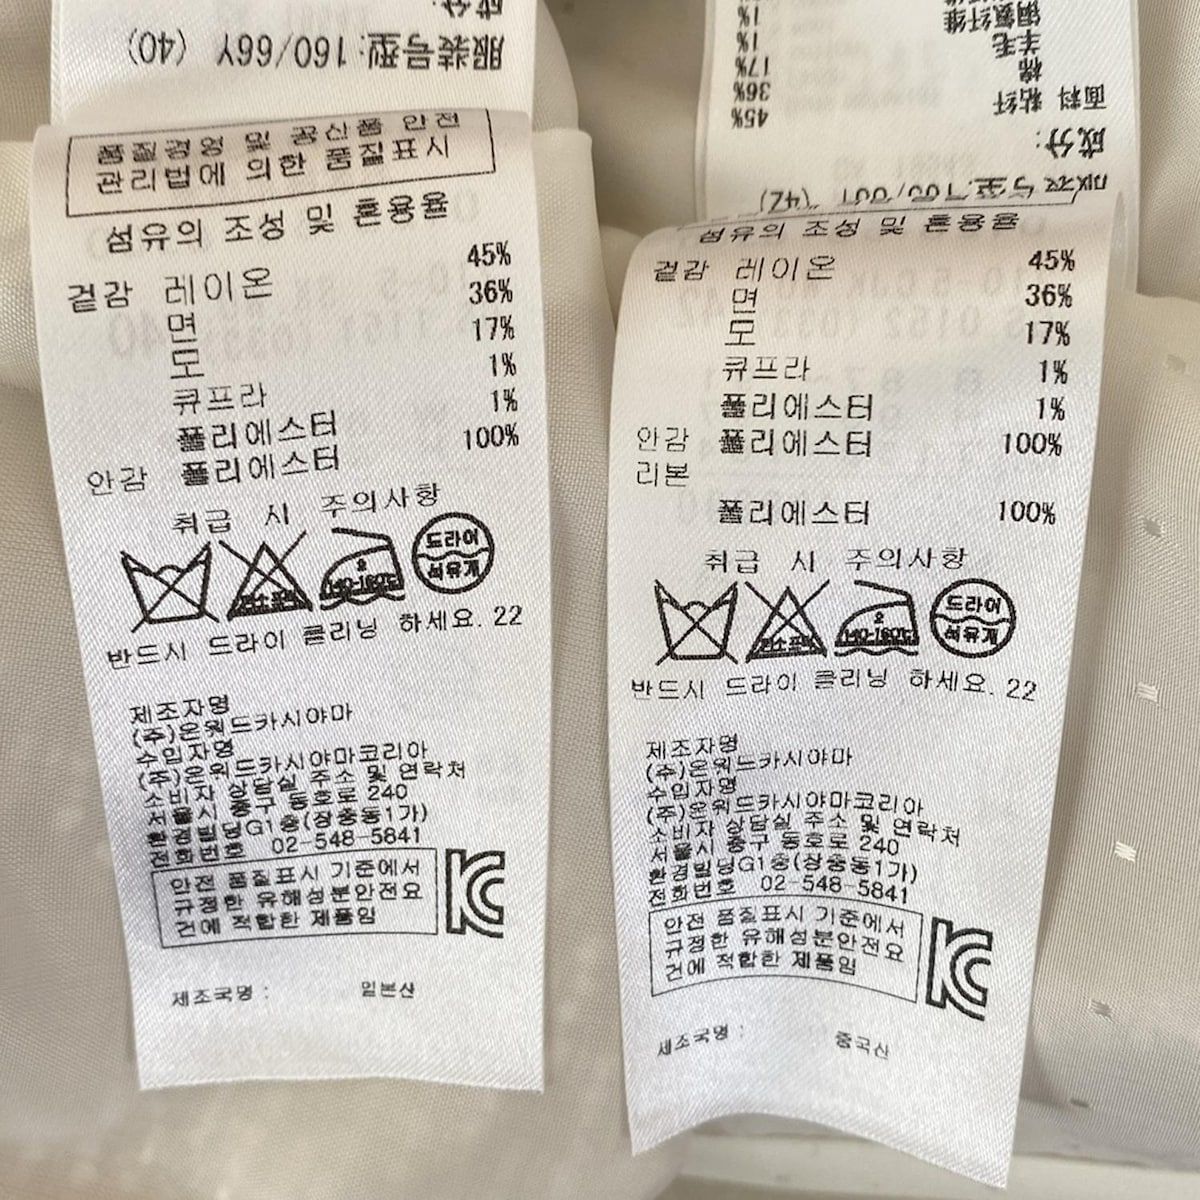 成分:
服装号型:160/66Y (40)
품질경영 및 공산품 안전
관리법에 의한 품질표시
섬유의 조성 및 혼용율
겉감 레이온 45%
면 36%
모 17%
큐프라 1%
폴리에스터 1%
안감 폴리에스터 100%
취급 시 주의사항
드라이
석유계
반드시 드라이 클리닝 하세요. 22
제조자명
(주)온워드카시야마
수입자명
(주)온워드카시야마코리아
소비자 상담실 주소 및 연락처
서울시 중구 동호로 240
환경빌딩G1층(장충동1가)
전화번호 02-548-5841
안전 품질표시 기준에서
규정한 유해성분안전요
건에 적합한 제품임
제조국명 : 일본산
1%
羊毛 1%
棉 17%
36%
面料 粘纤 45%
成分:
(42)
섬유의 조성 및 혼용율
겉감 레이온 45%
면 36%
모 17%
큐프라 1%
폴리에스터 1%
안감 폴리에스터 100%
리본
폴리에스터 100%
취급 시 주의사항
드라이
석유계
반드시 드라이 클리닝 하세요. 22
제조자명
(주)온워드카시야마
수입자명
(주)온워드카시야마코리아
소비자 상담실 주소 및 연락처
서울시 중구 동호로 240
환경빌딩G1층(장충동1가)
전화번호 02-548-5841
안전 품질표시 기준에서
규정한 유해성분안전요
건에 적합한 제품임
제조국명 : 중국산